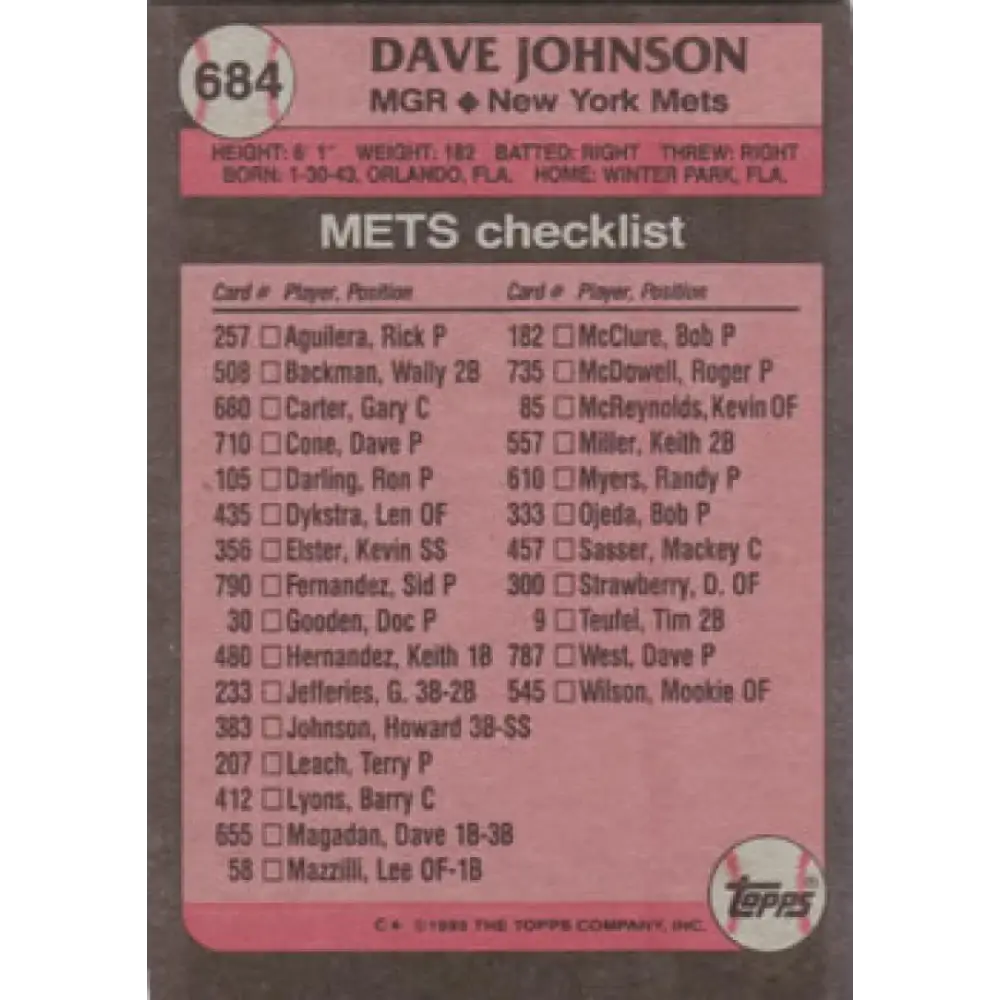 684
DAVE JOHNSON
MGR ◆ New York Mets
HEIGHT: 6' 1" WEIGHT: 182 BATTED: RIGHT THREW: RIGHT
BORN: 1-30-43, ORLANDO, FLA. HOME: WINTER PARK, FLA.
METS checklist
Card # Player, Position
257 □ Aguilera, Rick P
508 □ Backman, Wally 2B
680 □ Carter, Gary C
710 □ Cone, Dave P
105 □ Darling, Ron P
435 □ Dykstra, Len OF
356 □ Elster, Kevin SS
790 □ Fernandez, Sid P
30 □ Gooden, Doc P
480 □ Hernandez, Keith 1B
233 □ Jefferies, G. 3B-2B
383 □ Johnson, Howard 3B-SS
207 □ Leach, Terry P
412 □ Lyons, Barry C
655 □ Magadan, Dave 1B-3B
58 □ Mazzilli, Lee OF-1B
Card # Player, Position
182 □ McClure, Bob P
735 □ McDowell, Roger P
85 □ McReynolds, Kevin OF
557 □ Miller, Keith 2B
610 □ Myers, Randy P
333 □ Ojeda, Bob P
457 □ Sasser, Mackey C
300 □ Strawberry, D. OF
9 □ Teufel, Tim 2B
787 □ West, Dave P
545 □ Wilson, Mookie OF
C* ©1989 THE TOPPS COMPANY, INC.
Topps®